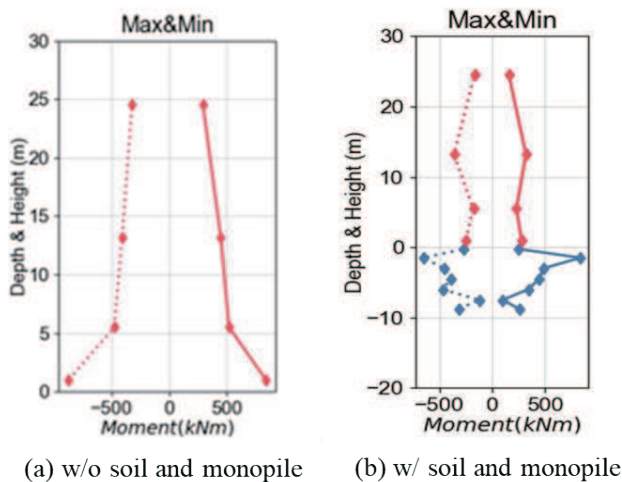 Max&Min
30
25
20
15
10
5
0
Depth & Height (m)
−500 0 500
Moment(kNm)
(a) w/o soil and monopile
Max&Min
30
20
10
0
−10
−20
Depth & Height (m)
−500 0 500
Moment(kNm)
(b) w/ soil and monopile